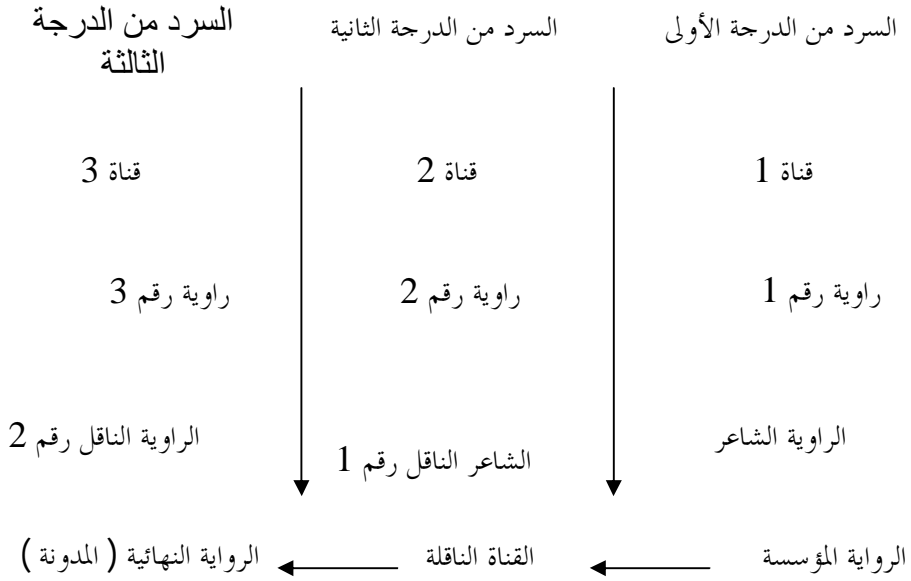 السرد من الدرجة الأولى
السرد من الدرجة الثانية
السرد من الدرجة
الثالثة
قناة 1
قناة 2
قناة 3
راوية رقم 1
راوية رقم 2
راوية رقم 3
الراوية الشاعر
الشاعر الناقل رقم 1
الراوية الناقل رقم 2
الرواية المؤسسة
القناة الناقلة
الرواية النهائية ( المدونة )